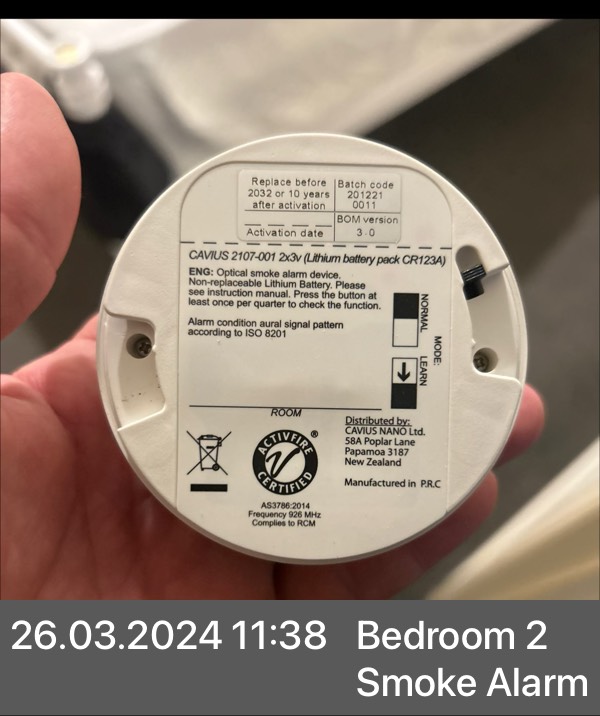 Replace before
2032 or 10 years
after activation
Activation date
Batch code
201221
0011
BOM version
3.0
CAVIUS 2107-001 2x3v (Lithium battery pack CR123A)
ENG: Optical smoke alarm device.
Non-replaceable Lithium Battery. Please
see instruction manual. Press the button at
least once per quarter to check the function.
Alarm condition aural signal pattern
according to ISO 8201
NORMAL
MODE:
LEARN
ROOM
ACTIVFIRE ®
CERTIFIED
AS3786:2014
Frequency 926 MHz
Complies to RCM
Distributed by:
CAVIUS NANO Ltd.
58A Poplar Lane
Papamoa 3187
New Zealand
Manufactured in P.R.C
26.03.2024 11:38
Bedroom 2
Smoke Alarm